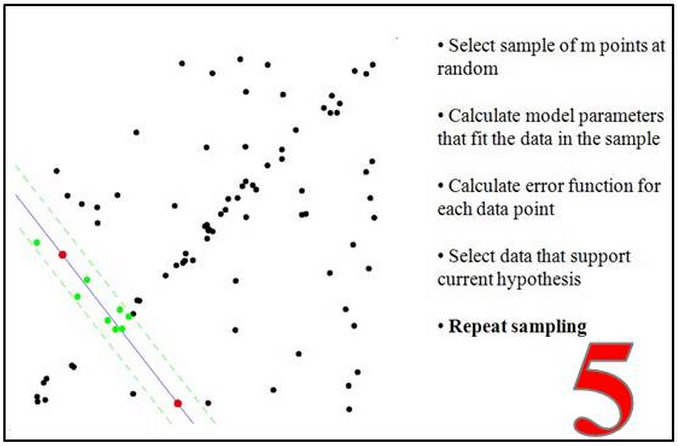 • Select sample of m points at
random
• Calculate model parameters
that fit the data in the sample
• Calculate error function for
each data point
• Select data that support
current hypothesis
• Repeat sampling
5